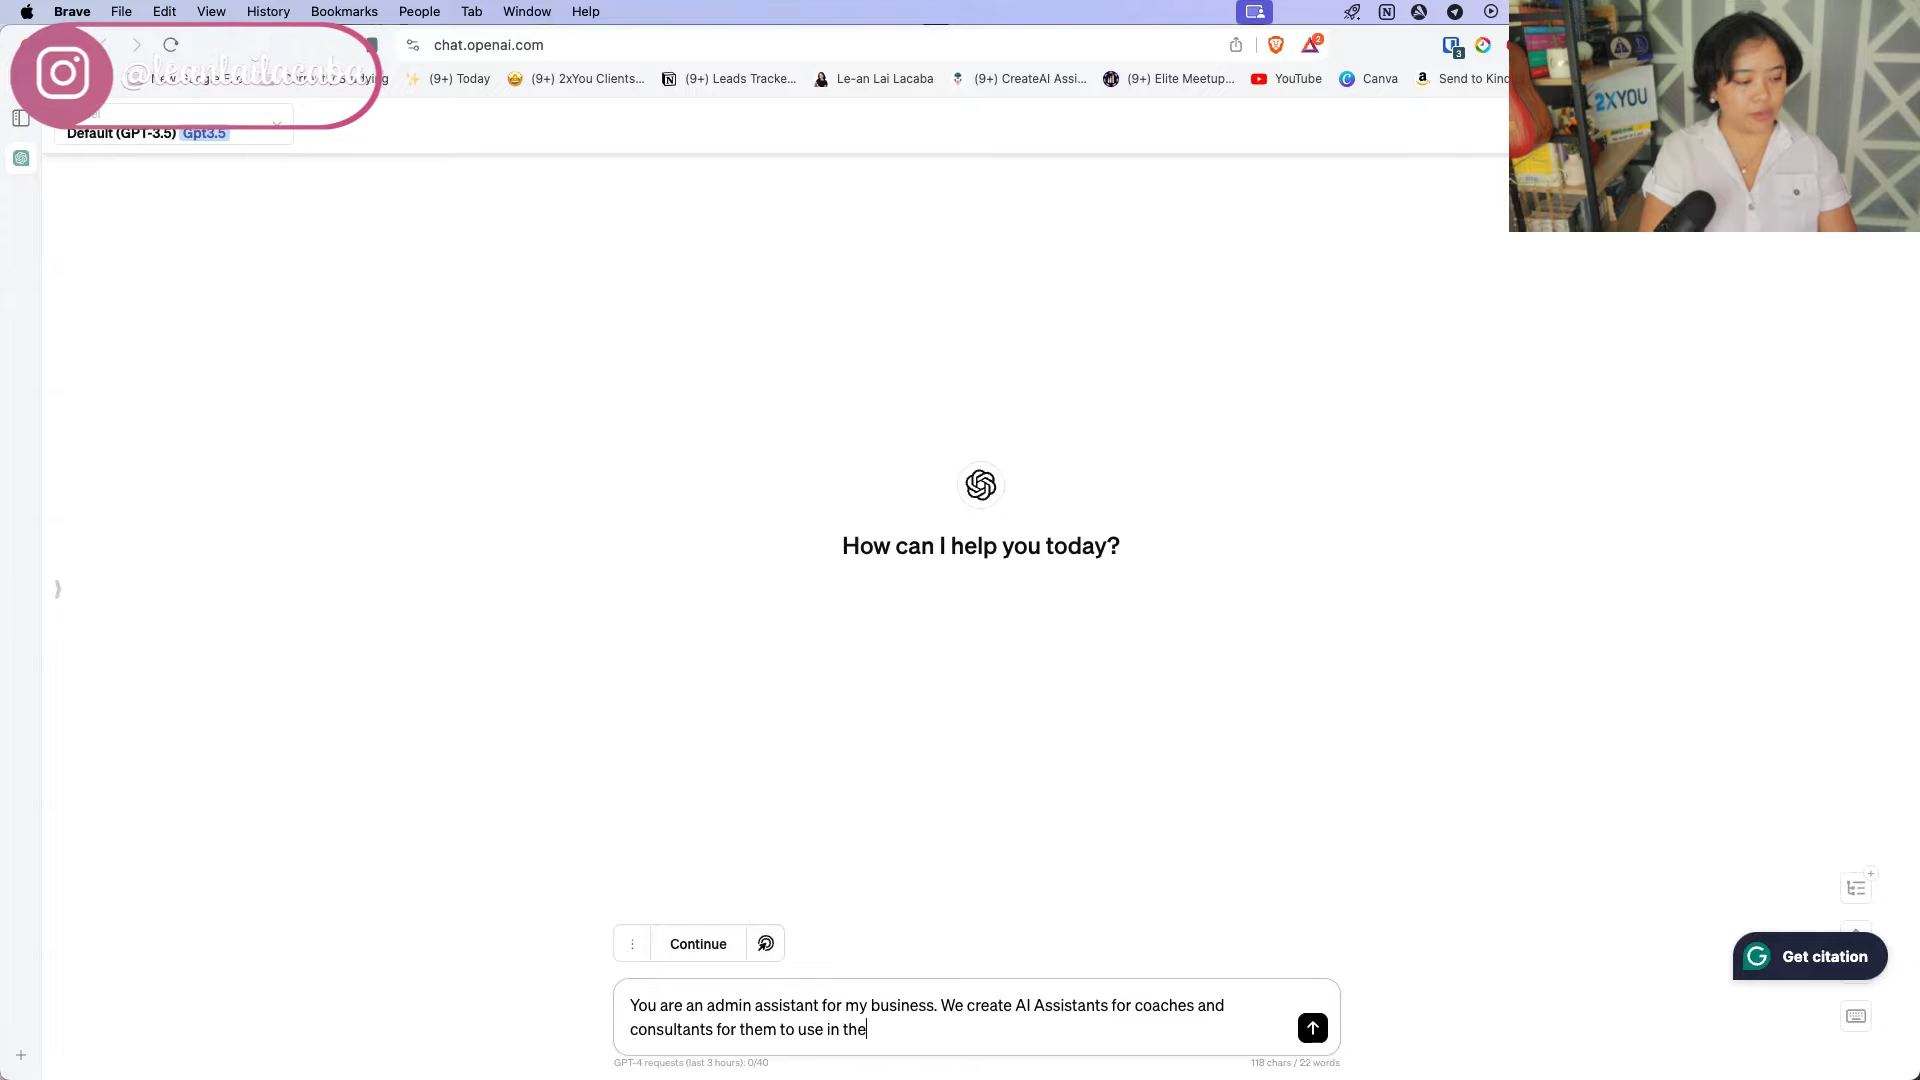 Brave File Edit View History Bookmarks People Tab Window Help
@leanlailacaba
chat.openai.com
2
3
(9+) Today
(9+) 2xYou Clients...
(9+) Leads Tracke...
Le-an Lai Lacaba
(9+) CreateAI Assi...
(9+) Elite Meetup...
YouTube
Canva
Send to Kind
Default (GPT-3.5) Gpt3.5
2XYOU
How can I help you today?
Continue
Get citation
You are an admin assistant for my business. We create AI Assistants for coaches and
consultants for them to use in the
GPT-4 requests (last 3 hours): 0/40
118 chars / 22 words